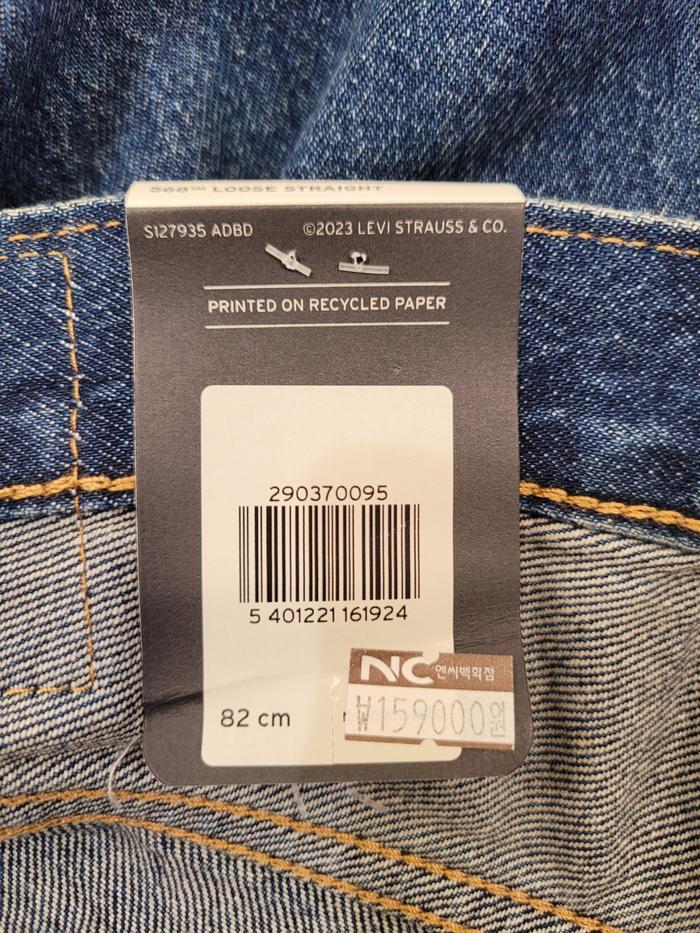 568™ LOOSE STRAIGHT
S127935 ADBD ©2023 LEVI STRAUSS & CO.
PRINTED ON RECYCLED PAPER
290370095
5 401221 161924
NC 엔씨백화점
82 cm ₩159000원